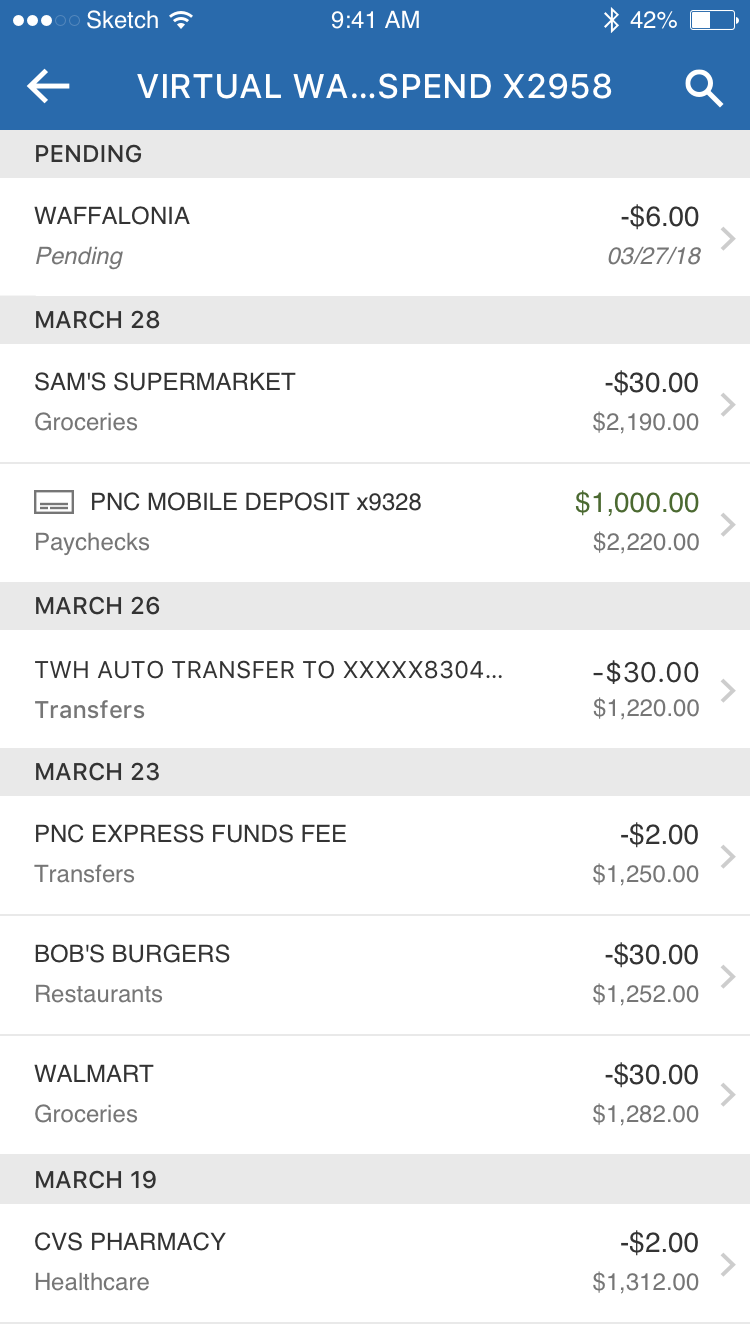 Sketch 9:41 AM 42%
VIRTUAL WA...SPEND X2958
PENDING
WAFFALONIA -$6.00
Pending 03/27/18
MARCH 28
SAM'S SUPERMARKET -$30.00
Groceries $2,190.00
PNC MOBILE DEPOSIT x9328 $1,000.00
Paychecks $2,220.00
MARCH 26
TWH AUTO TRANSFER TO XXXXX8304... -$30.00
Transfers $1,220.00
MARCH 23
PNC EXPRESS FUNDS FEE -$2.00
Transfers $1,250.00
BOB'S BURGERS -$30.00
Restaurants $1,252.00
WALMART -$30.00
Groceries $1,282.00
MARCH 19
CVS PHARMACY -$2.00
Healthcare $1,312.00